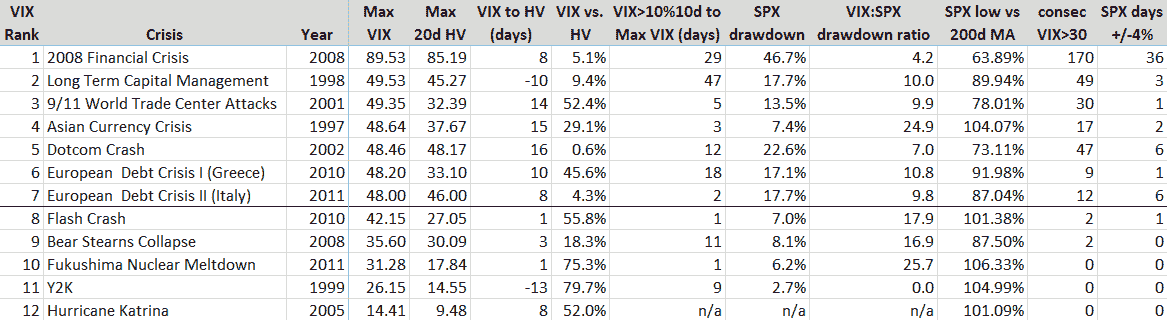 VIX Max Max VIX to HV VIX vs. VIX>10%10d to SPX VIX:SPX SPX low vs consec SPX days
Rank Crisis Year VIX 20d HV (days) HV Max VIX (days) drawdown drawdown ratio 200d MA VIX>30 +/-4%
1 2008 Financial Crisis 2008 89.53 85.19 8 5.1% 29 46.7% 4.2 63.89% 170 36
2 Long Term Capital Management 1998 49.53 45.27 -10 9.4% 47 17.7% 10.0 89.94% 49 3
3 9/11 World Trade Center Attacks 2001 49.35 32.39 14 52.4% 5 13.5% 9.9 78.01% 30 1
4 Asian Currency Crisis 1997 48.64 37.67 15 29.1% 3 7.4% 24.9 104.07% 17 2
5 Dotcom Crash 2002 48.46 48.17 16 0.6% 12 22.6% 7.0 73.11% 47 6
6 European Debt Crisis I (Greece) 2010 48.20 33.10 10 45.6% 18 17.1% 10.8 91.98% 9 1
7 European Debt Crisis II (Italy) 2011 48.00 46.00 8 4.3% 2 17.7% 9.8 87.04% 12 6
8 Flash Crash 2010 42.15 27.05 1 55.8% 1 7.0% 17.9 101.38% 2 1
9 Bear Stearns Collapse 2008 35.60 30.09 3 18.3% 11 8.1% 16.9 87.50% 2 0
10 Fukushima Nuclear Meltdown 2011 31.28 17.84 1 75.3% 1 6.2% 25.7 106.33% 0 0
11 Y2K 1999 26.15 14.55 -13 79.7% 9 2.7% 0.0 104.99% 0 0
12 Hurricane Katrina 2005 14.41 9.48 8 52.0% n/a n/a n/a 101.09% 0 0